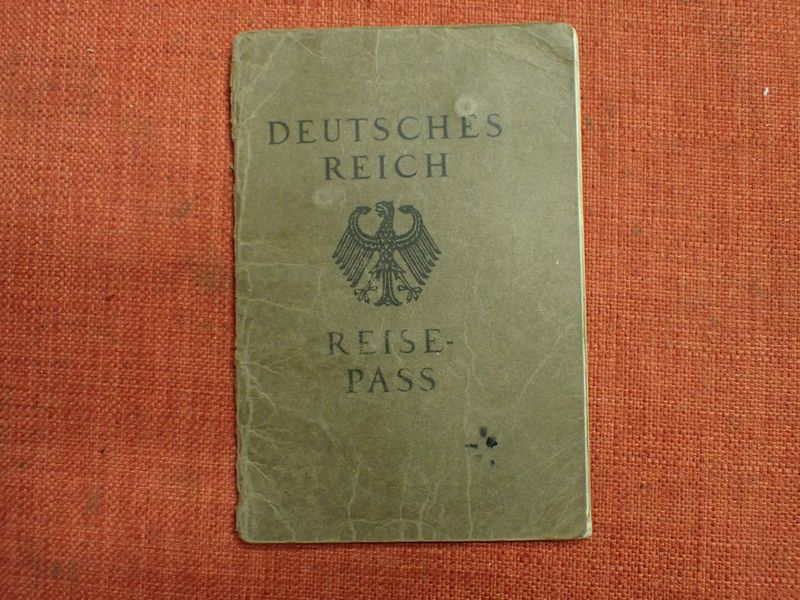 DEUTSCHES
REICH
REISE-
PASS